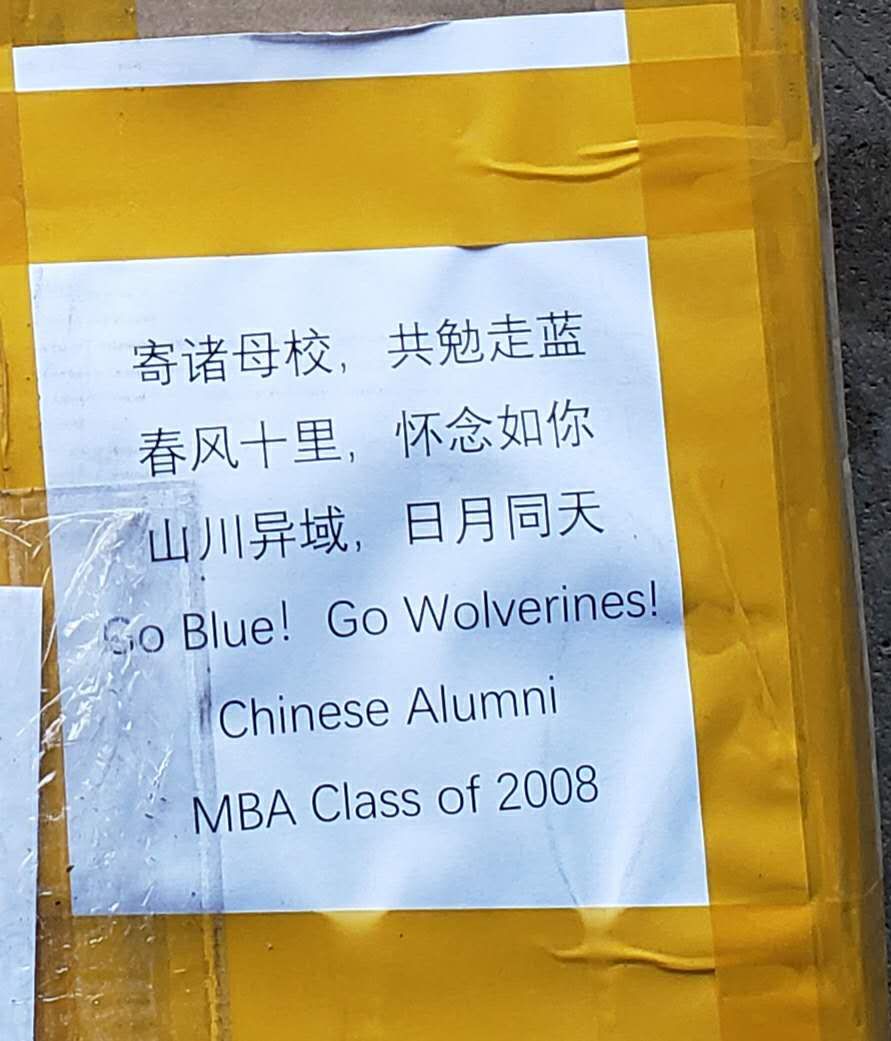 寄诸母校，共勉走蓝
春风十里，怀念如你
山川异域，日月同天
Go Blue! Go Wolverines!
Chinese Alumni
MBA Class of 2008